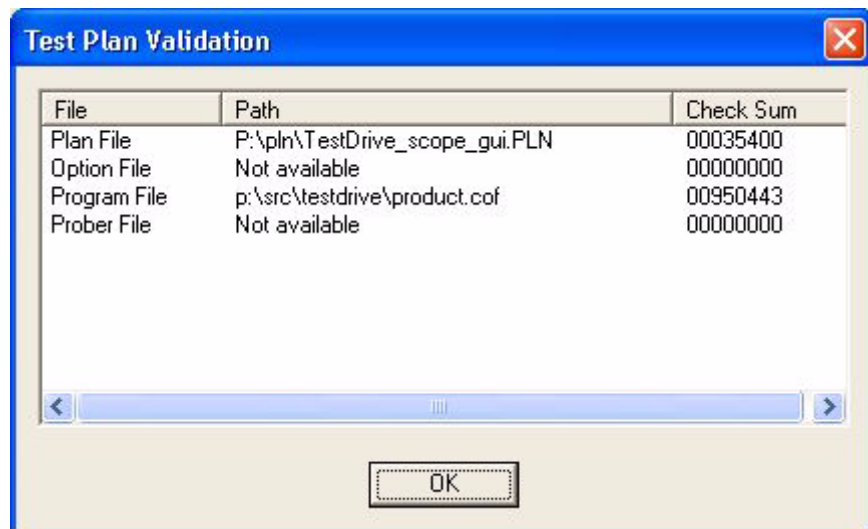 Test Plan Validation
File Path Check Sum
Plan File P:\pln\TestDrive_scope_gui.PLN 00035400
Option File Not available 00000000
Program File p:\src\testdrive\product.cof 00950443
Prober File Not available 00000000
OK